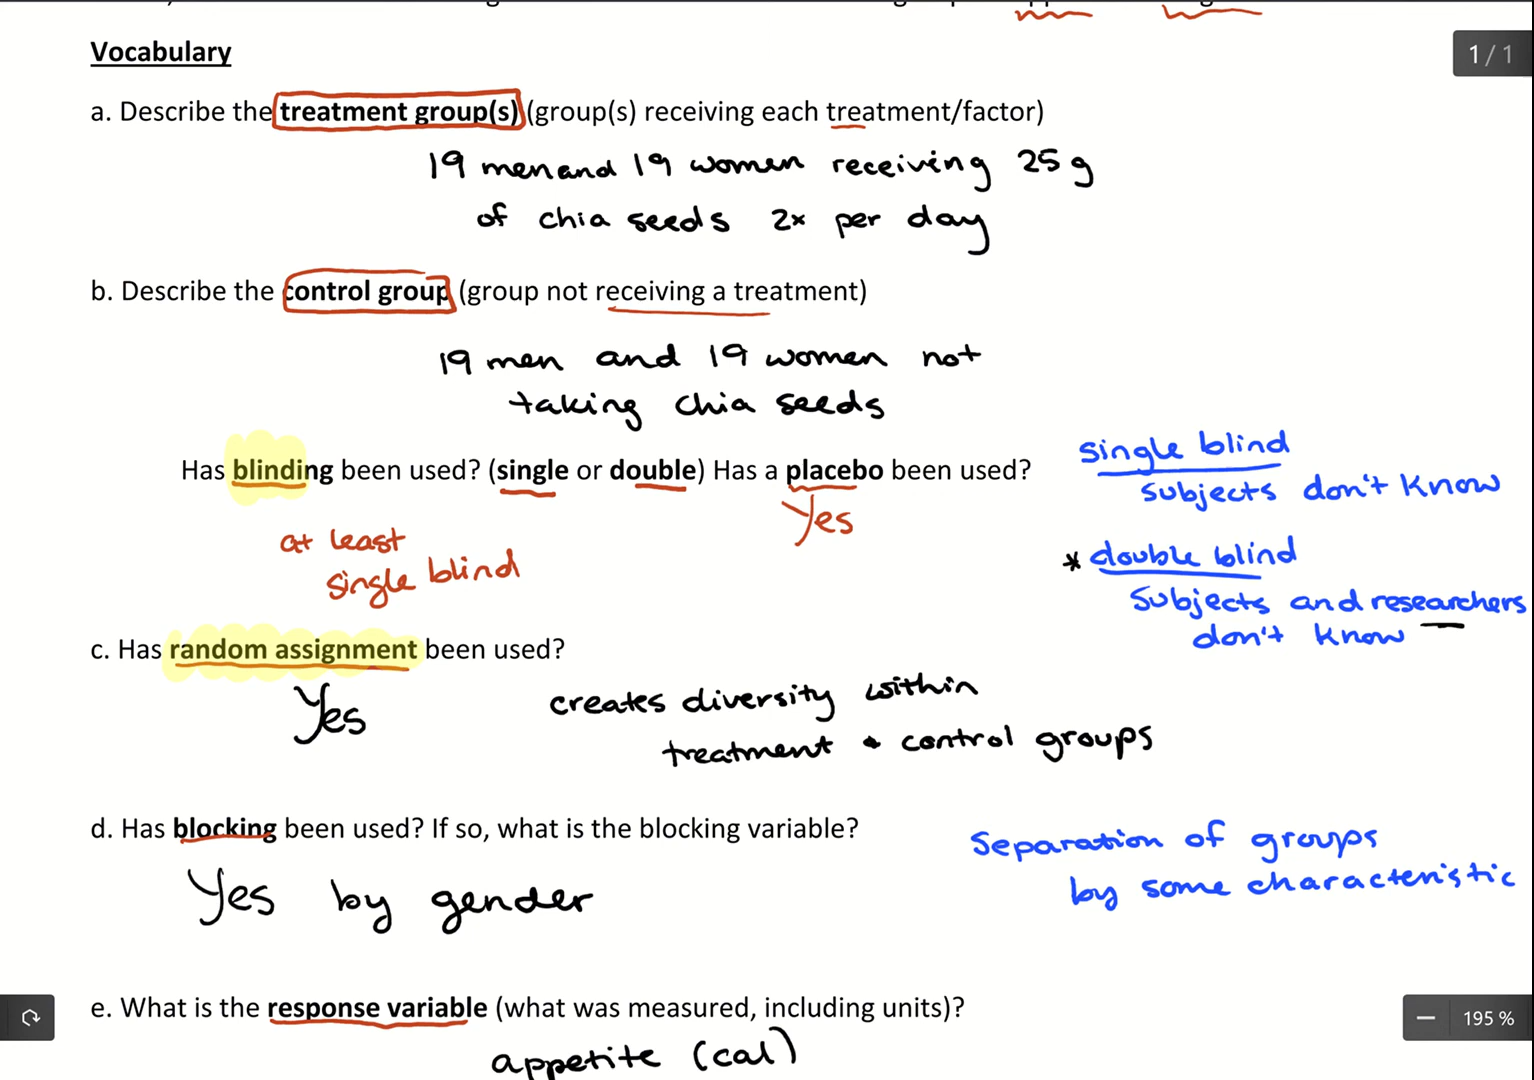 Vocabulary
1 / 1
a. Describe the treatment group(s) (group(s) receiving each treatment/factor)
19 men and 19 women receiving 25 g
of chia seeds 2x per day
b. Describe the control group (group not receiving a treatment)
19 men and 19 women not
taking chia seeds
Has blinding been used? (single or double) Has a placebo been used?
Yes
at least
single blind
single blind
subjects don't know
* double blind
subjects and researchers
don't know
c. Has random assignment been used?
Yes
creates diversity within
treatment + control groups
d. Has blocking been used? If so, what is the blocking variable?
Yes by gender
separation of groups
by some characteristic
e. What is the response variable (what was measured, including units)?
appetite (cal)
195 %